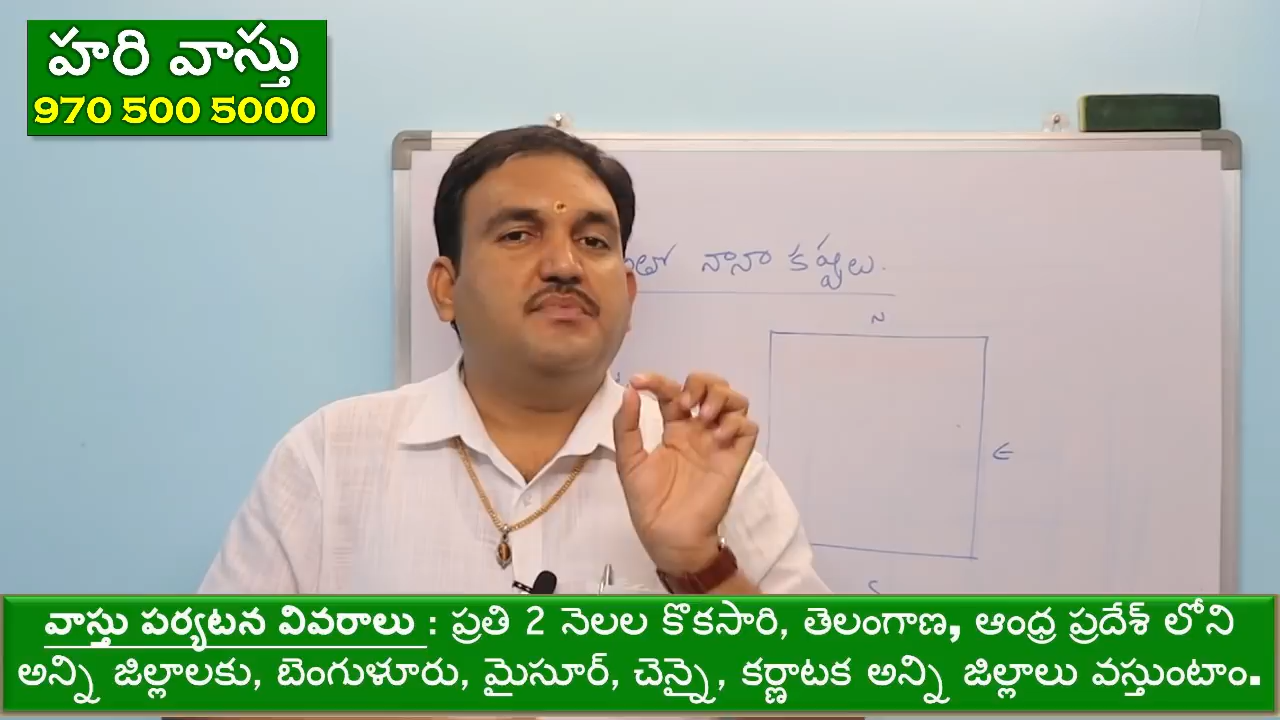 హరి వాస్తు
970 500 5000
నానా కష్టాలు.
N
E
S
వాస్తు పర్యటన వివరాలు : ప్రతి 2 నెలల కొకసారి, తెలంగాణ, ఆంధ్ర ప్రదేశ్ లోని
అన్ని జిల్లాలకు, బెంగుళూరు, మైసూర్, చెన్నై, కర్ణాటక అన్ని జిల్లాలు వస్తుంటాం.